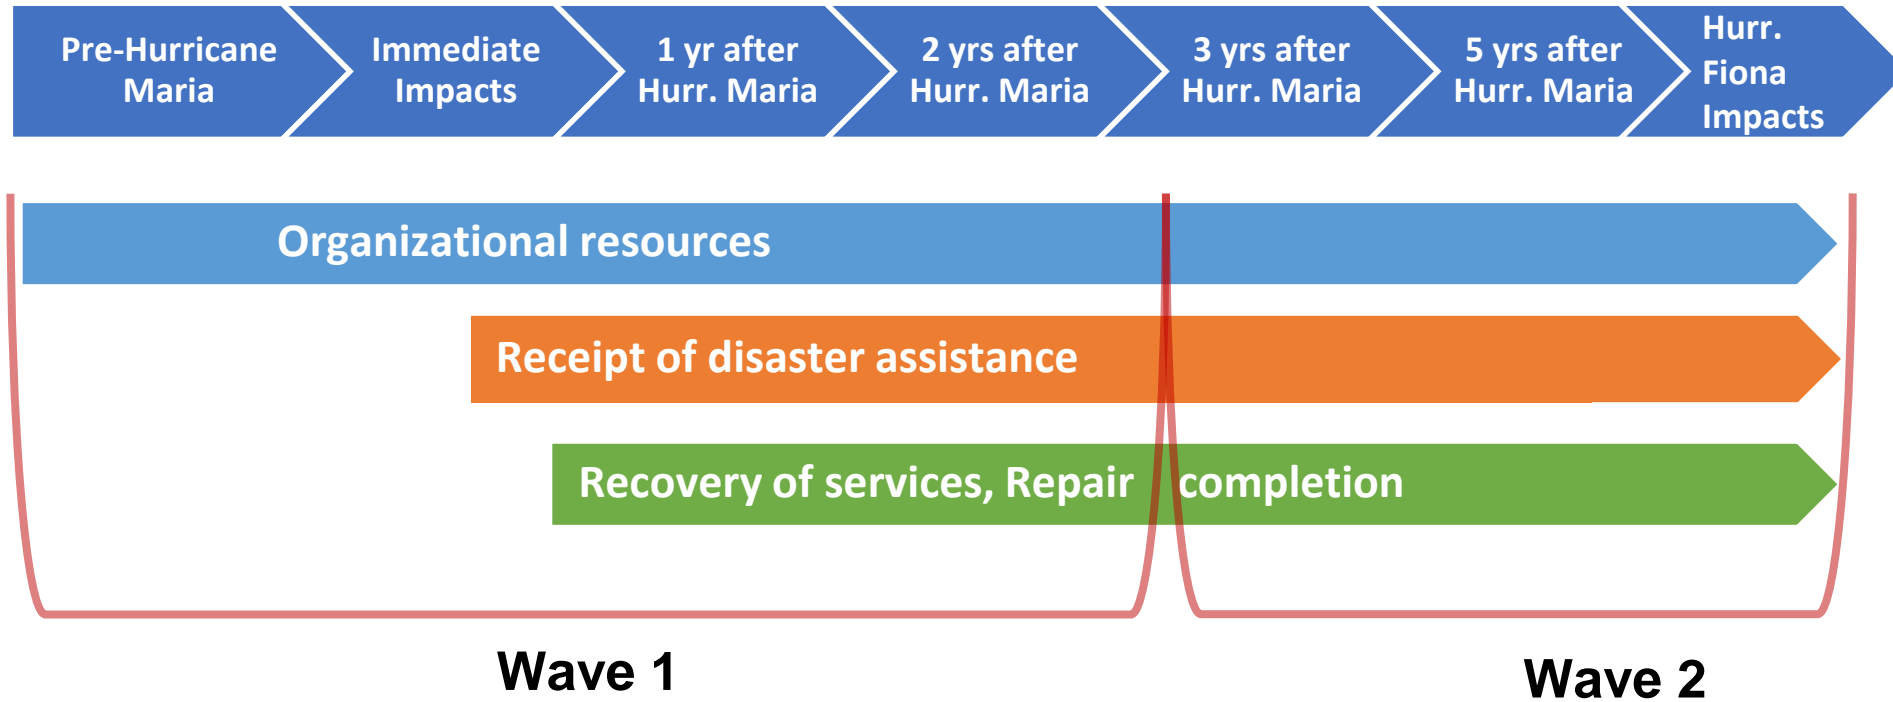 Pre-Hurricane
Maria
Immediate
Impacts
1 yr after
Hurr. Maria
2 yrs after
Hurr. Maria
3 yrs after
Hurr. Maria
5 yrs after
Hurr. Maria
Hurr.
Fiona
Impacts
Organizational resources
Receipt of disaster assistance
Recovery of services, Repair completion
Wave 1
Wave 2